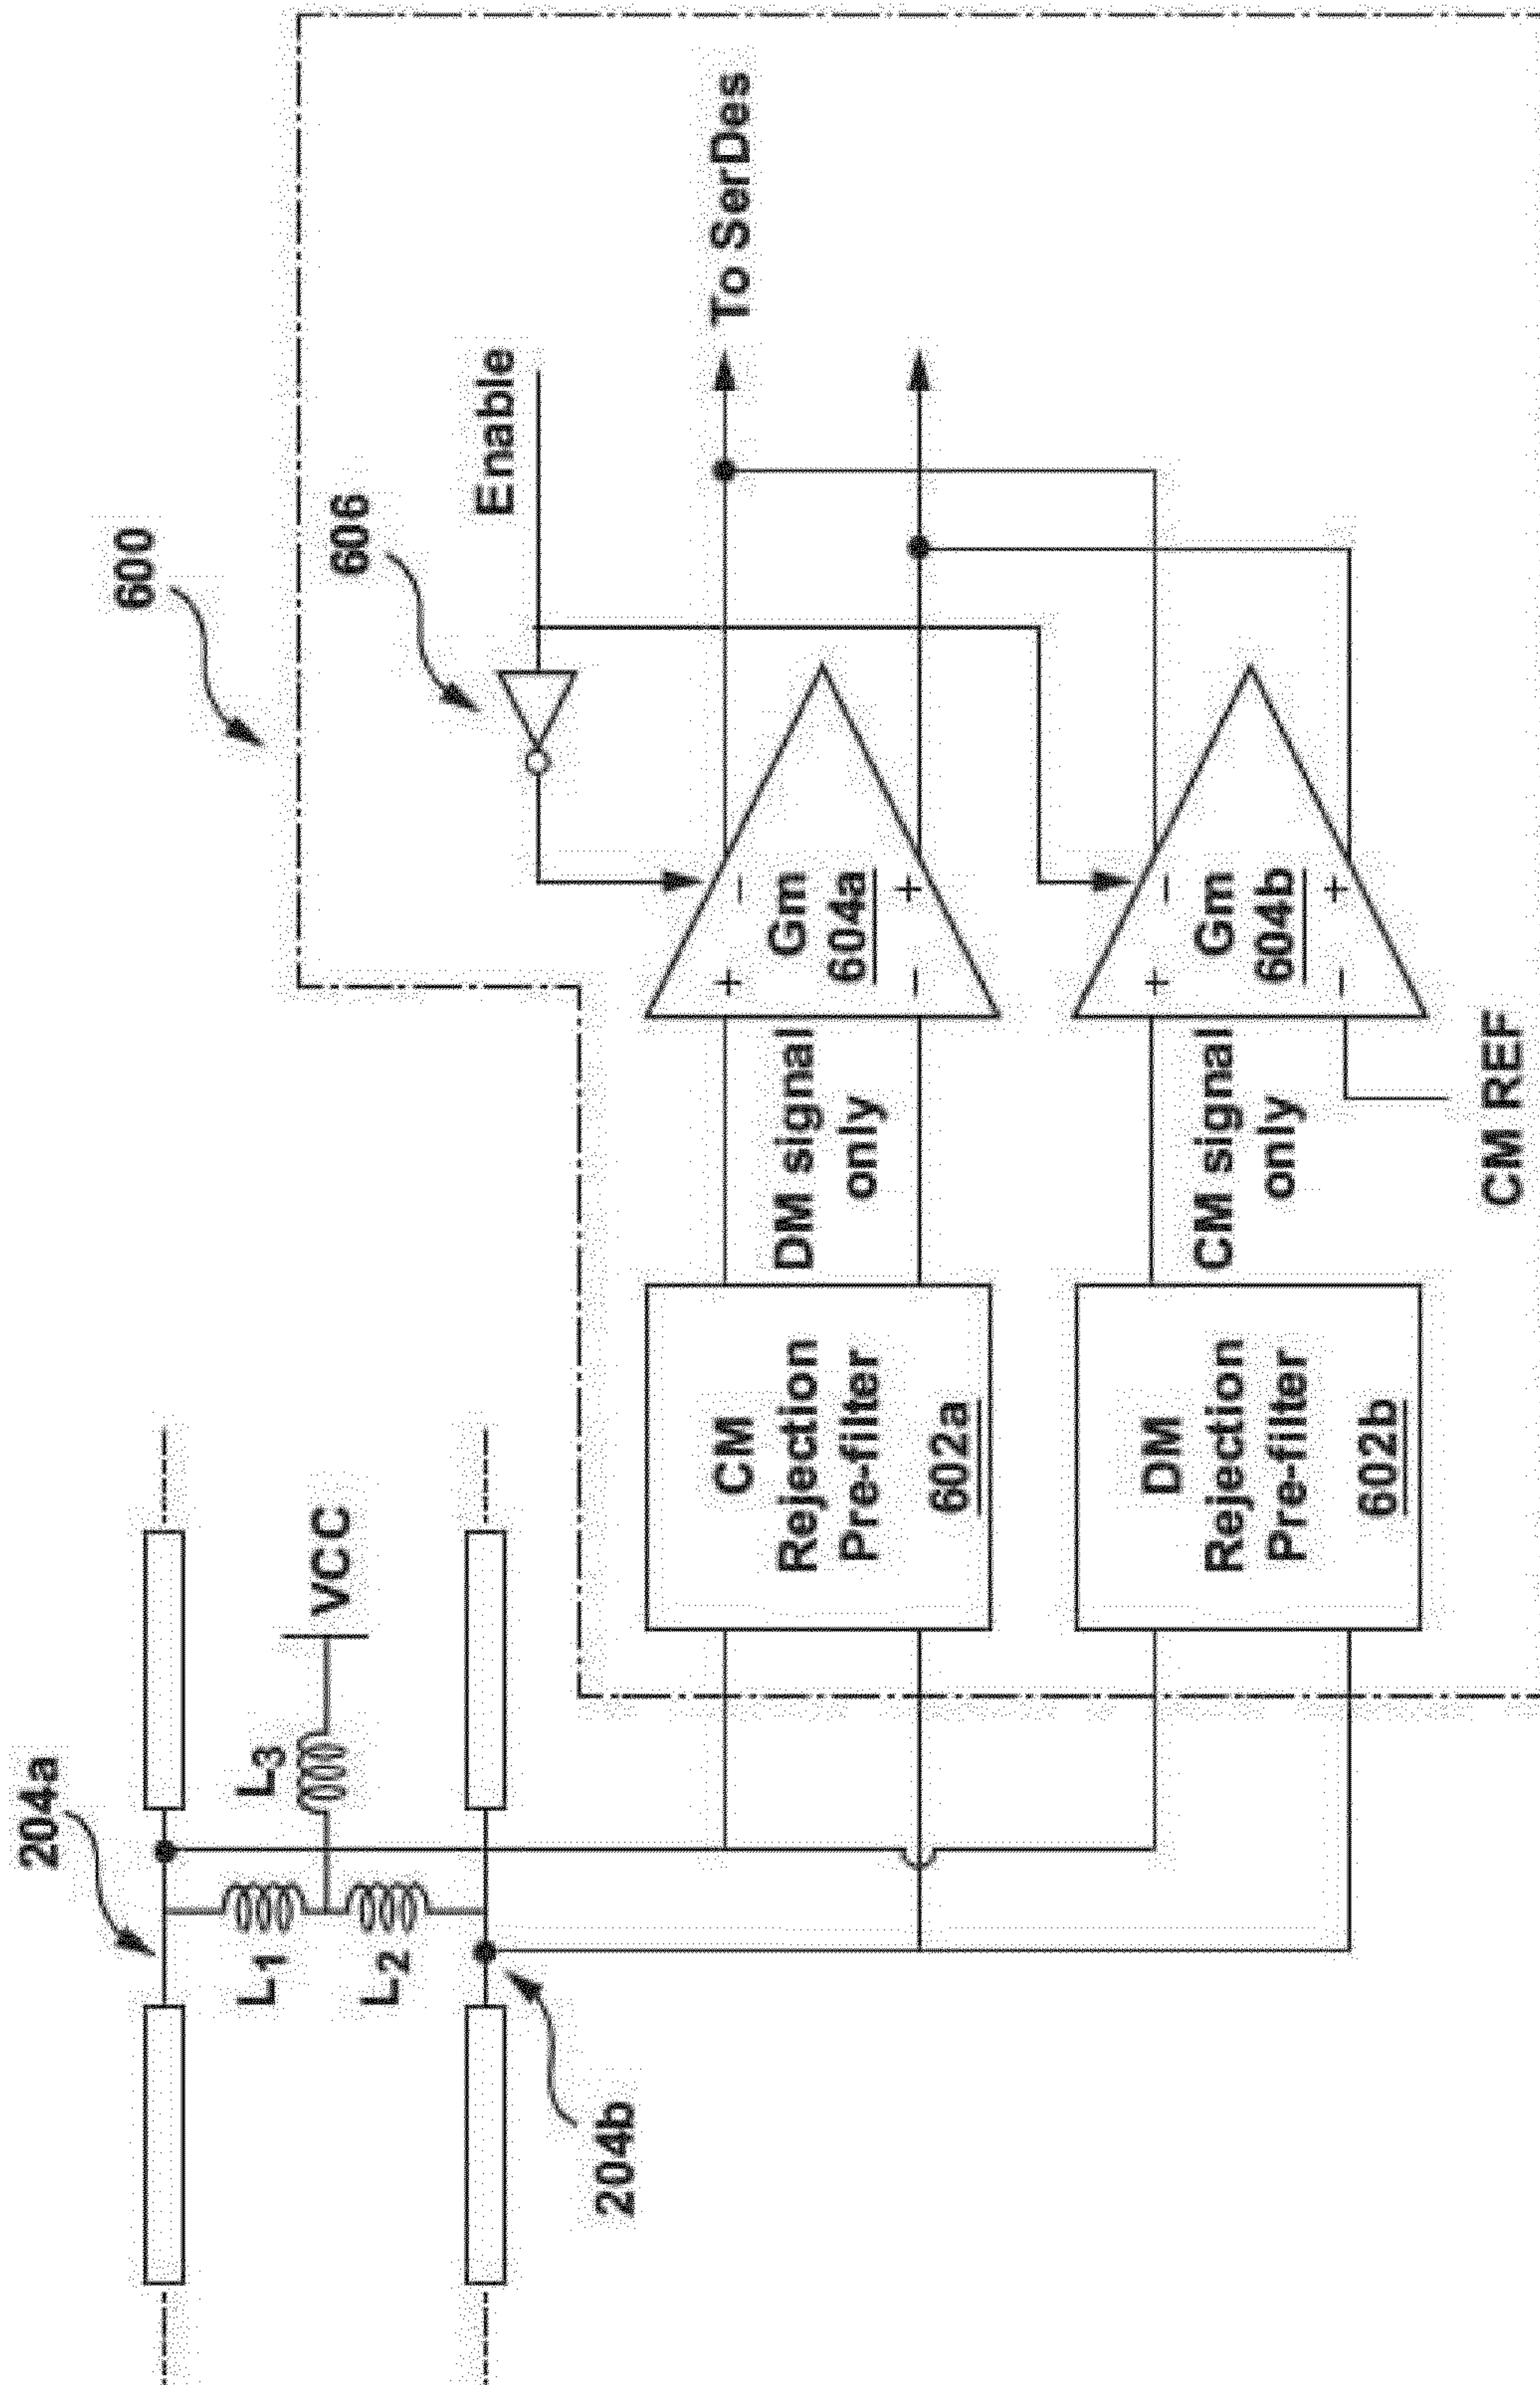 600
204a
L1
L2
L3
VCC
204b
606
Enable
To SerDes
CM
Rejection
Pre-filter
602a
DM signal
only
+
−
−
+
Gm
604a
DM
Rejection
Pre-filter
602b
CM signal
only
+
−
−
+
Gm
604b
CM REF